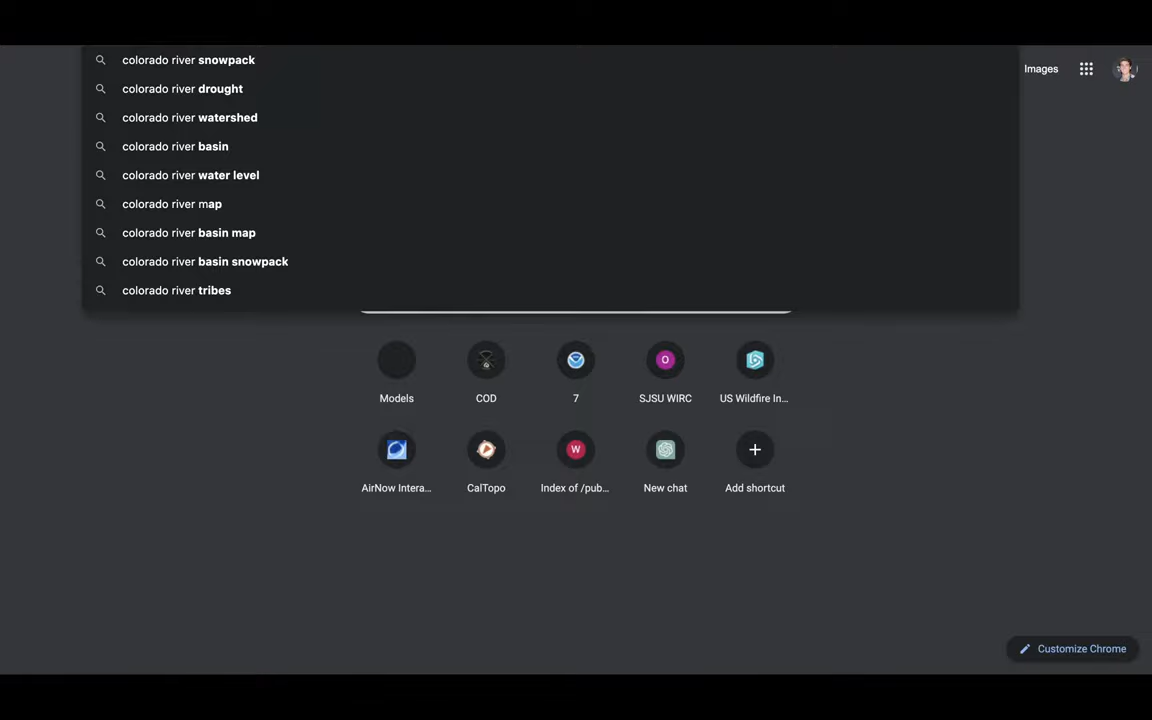 colorado river snowpack
Images
colorado river drought
colorado river watershed
colorado river basin
colorado river water level
colorado river map
colorado river basin map
colorado river basin snowpack
colorado river tribes
Models
COD
7
O
SJSU WIRC
US Wildfire In...
AirNow Intera...
CalTopo
W
Index of /pub...
New chat
Add shortcut
Customize Chrome